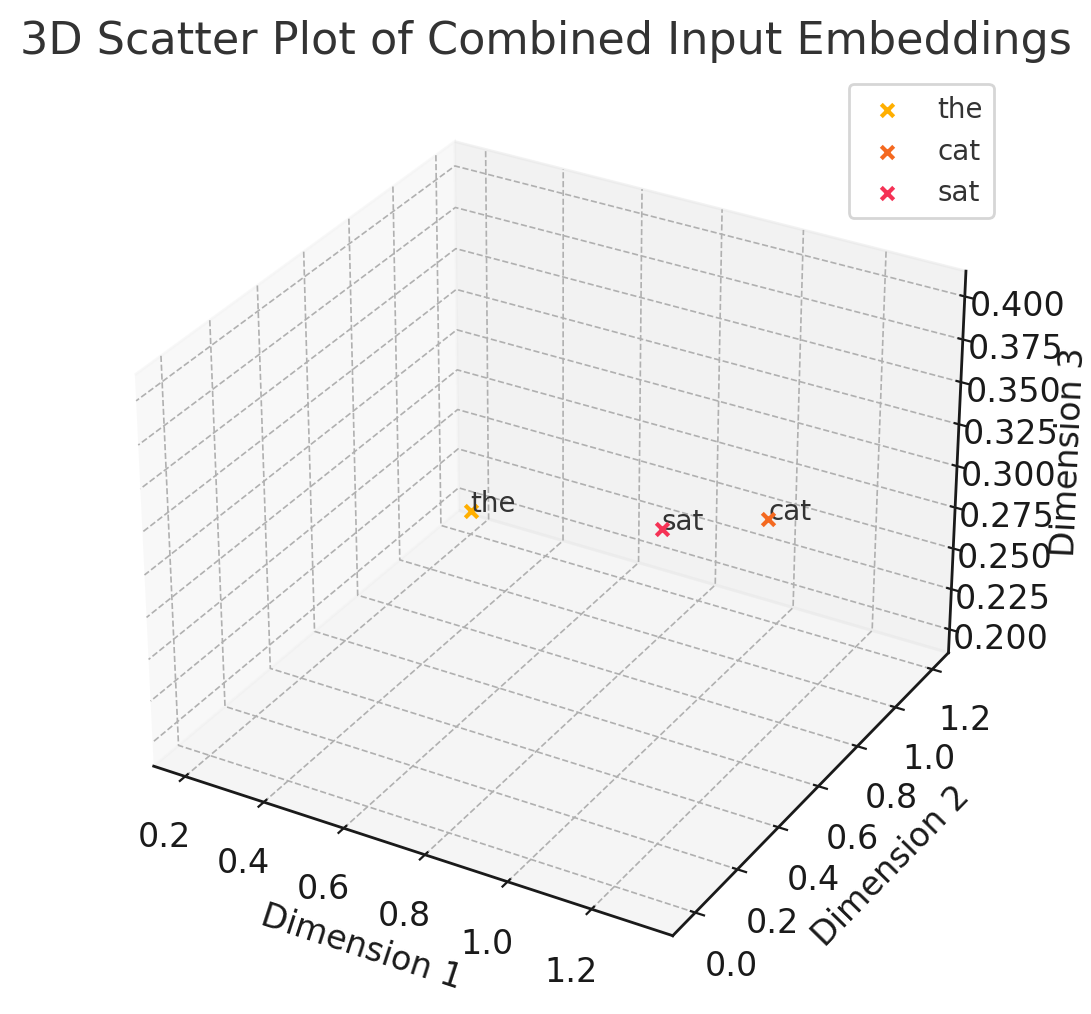 3D Scatter Plot of Combined Input Embeddings
the
cat
sat
0.400
0.375
0.350
0.325
0.300
0.275
0.250
0.225
0.200
Dimension 3
the
sat
cat
0.2
0.4
0.6
0.8
1.0
1.2
Dimension 1
0.0
0.2
0.4
0.6
0.8
1.0
1.2
Dimension 2